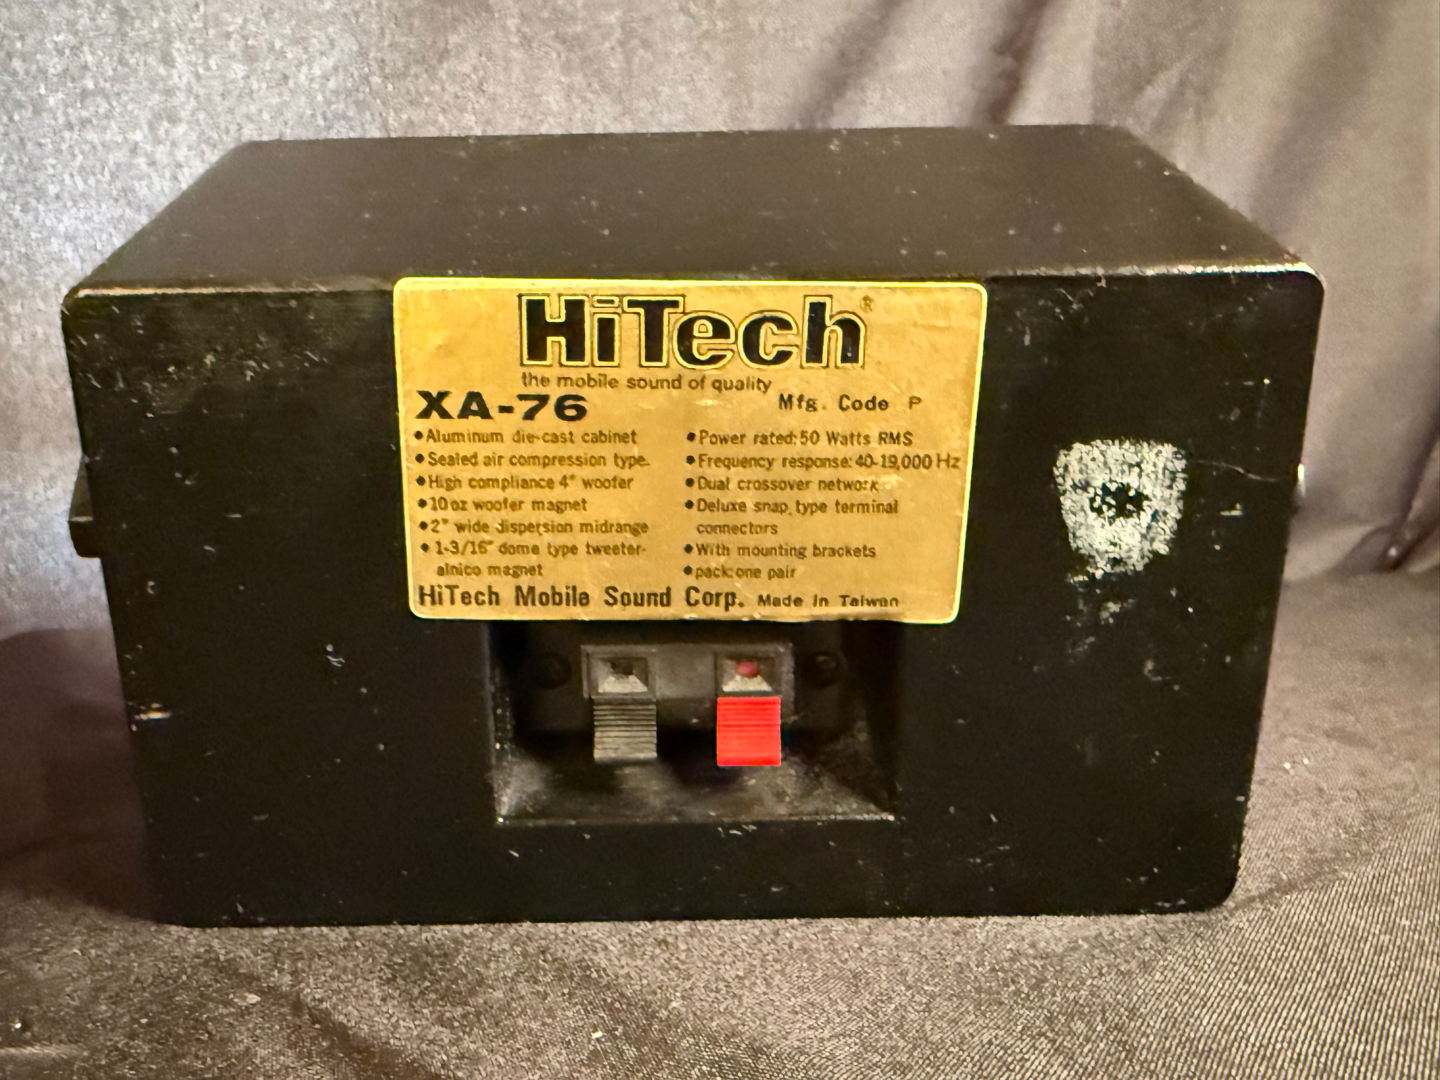 HiTech®
the mobile sound of quality
XA-76
Mfg. Code P
•Aluminum die-cast cabinet
•Sealed air compression type.
•High compliance 4" woofer
•10 oz woofer magnet
•2" wide dispersion midrange
•1-3/16" dome type tweeter-
alnico magnet
•Power rated: 50 Watts RMS
•Frequency response: 40-19,000 Hz
•Dual crossover network
•Deluxe snap type terminal
connectors
•With mounting brackets
•pack: one pair
HiTech Mobile Sound Corp. Made In Taiwan